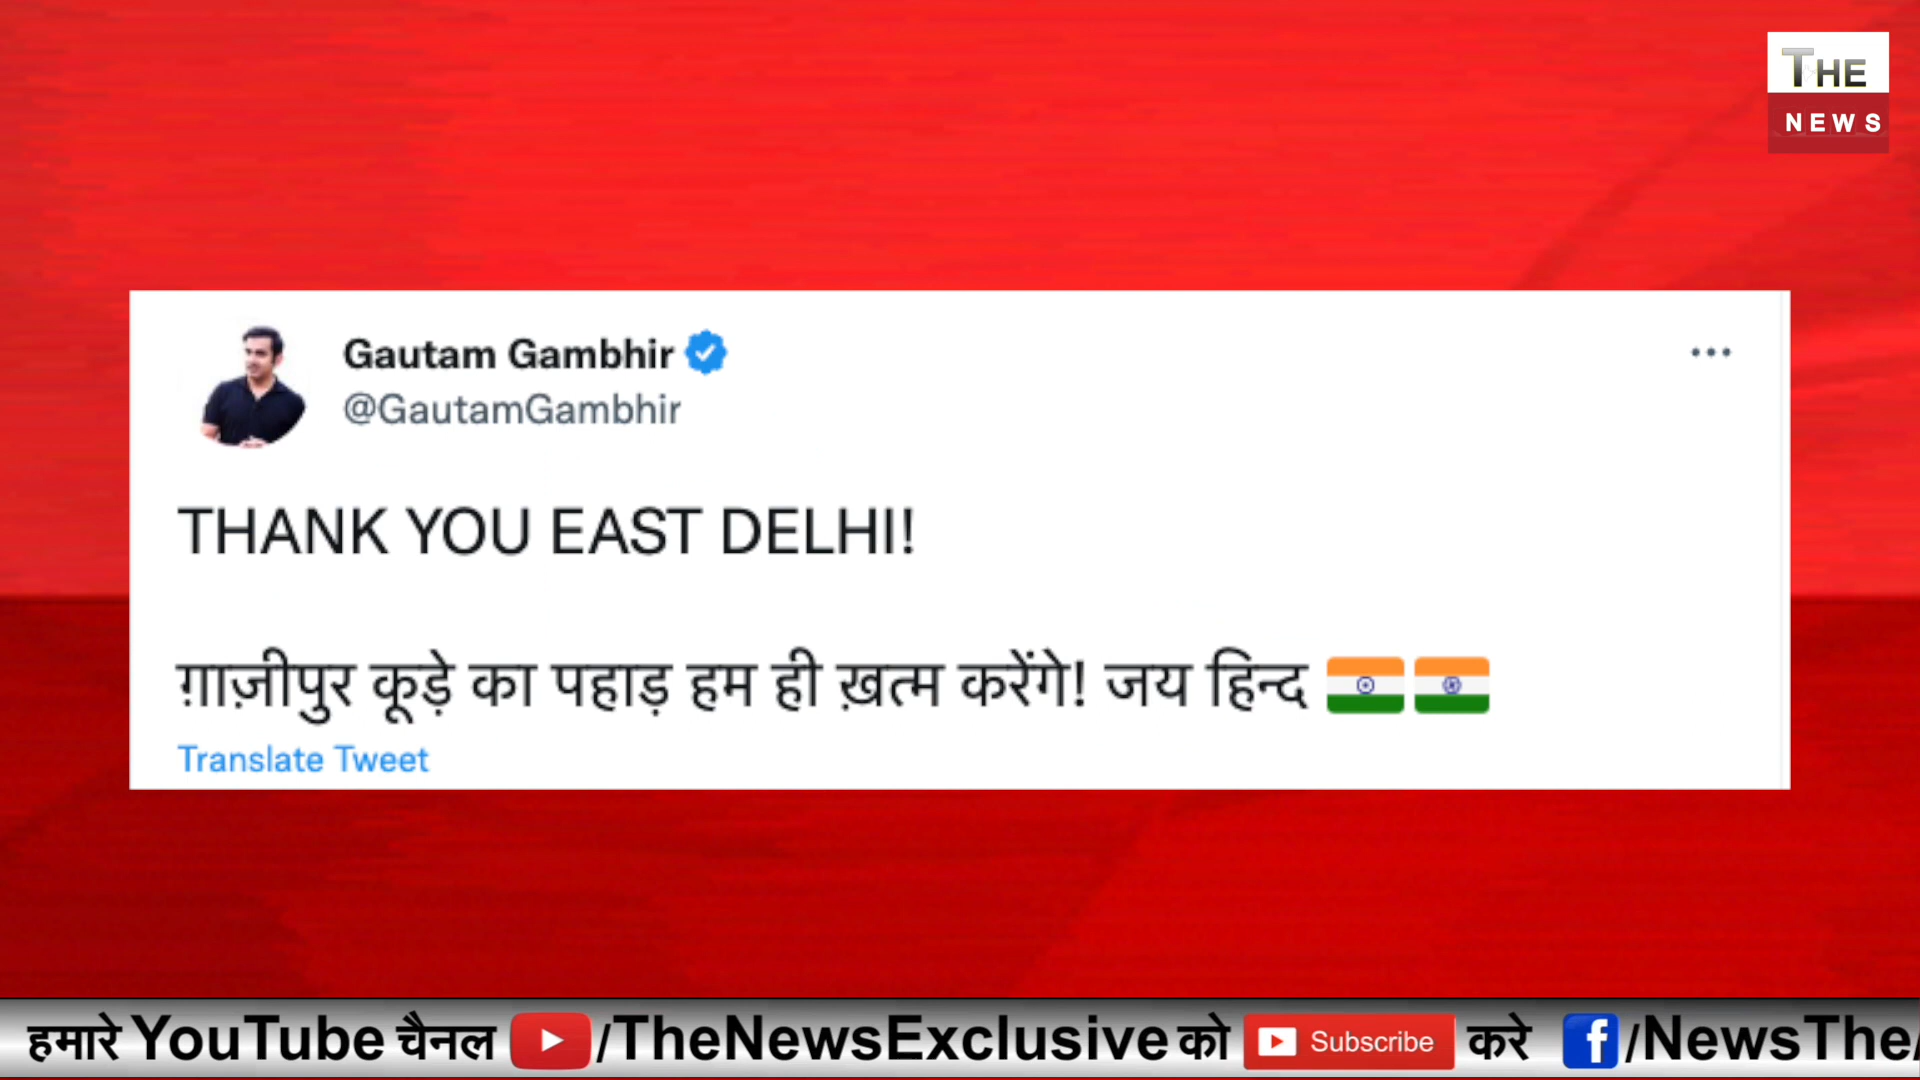 THE
NEWS
Gautam Gambhir
@GautamGambhir
THANK YOU EAST DELHI!
ग़ाज़ीपुर कूड़े का पहाड़ हम ही ख़त्म करेंगे! जय हिन्द
Translate Tweet
हमारे YouTube चैनल /TheNewsExclusive को Subscribe करे f/NewsThe/